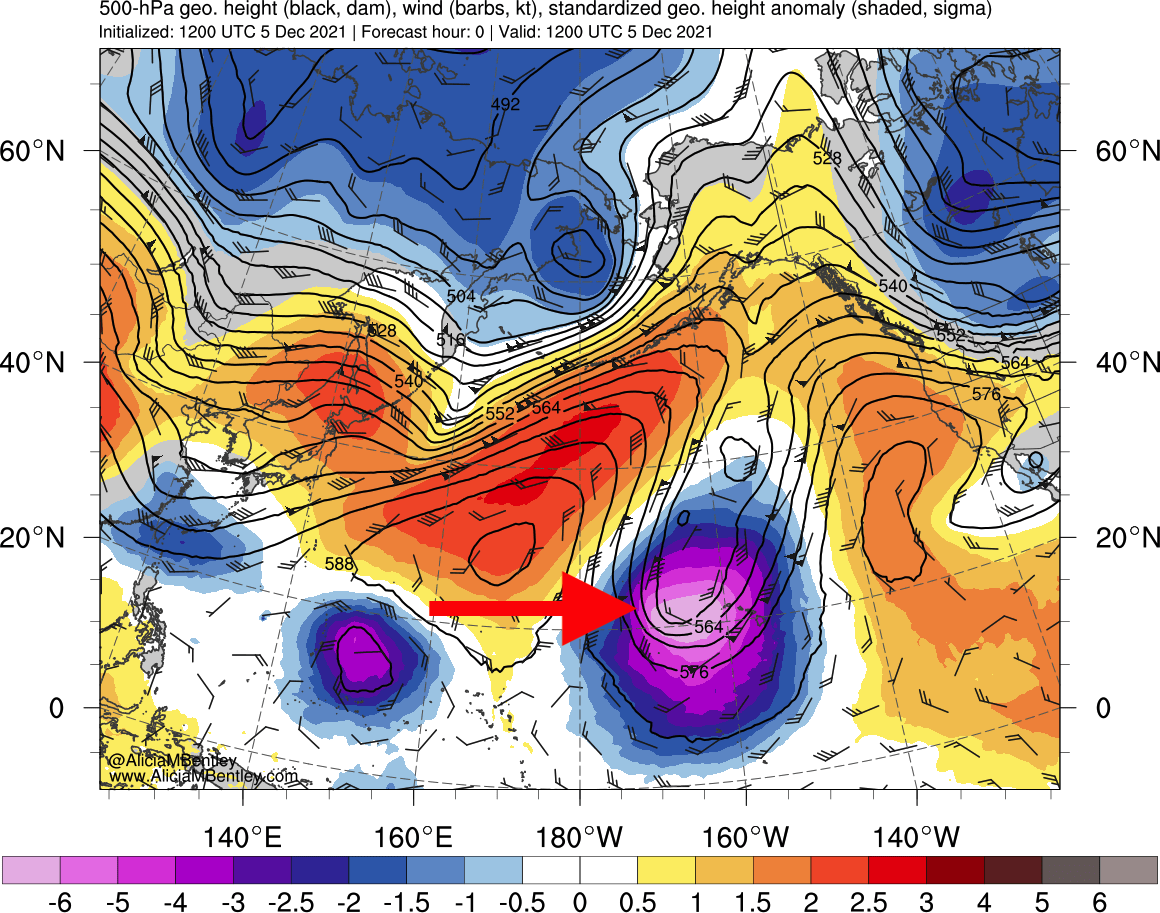 500-hPa geo. height (black, dam), wind (barbs, kt), standardized geo. height anomaly (shaded, sigma)
Initialized: 1200 UTC 5 Dec 2021 | Forecast hour: 0 | Valid: 1200 UTC 5 Dec 2021
492
60°N
60°N
528
540
504
528
516
552
564
40°N
40°N
540
576
552
564
20°N
20°N
588
564
576
0
0
@AliciaMBentley
www.AliciaMBentley.com
140°E
160°E
180°W
160°W
140°W
-6 -5 -4 -3 -2.5 -2 -1.5 -1 -0.5 0 0.5 1 1.5 2 2.5 3 4 5 6